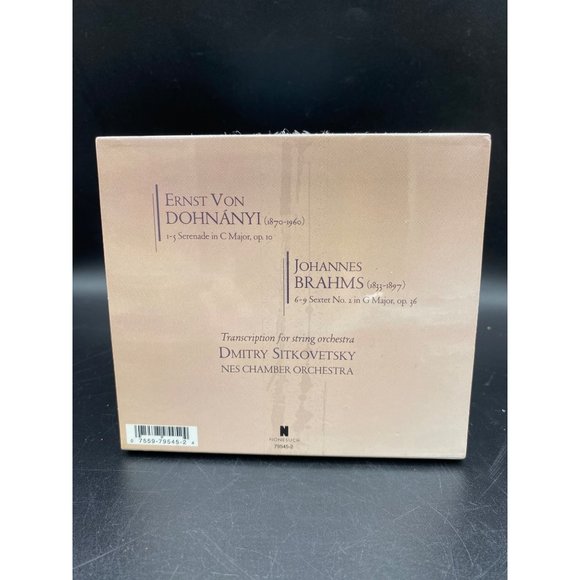 ERNST VON
DOHNÁNYI (1870-1960)
1-5 Serenade in C Major, op. 10
JOHANNES
BRAHMS (1833-1897)
6-9 Sextet No. 2 in G Major, op. 36
Transcription for string orchestra
DMITRY SITKOVETSKY
NES CHAMBER ORCHESTRA
N
NONESUCH
79545-2
0 7559-79545-2 4